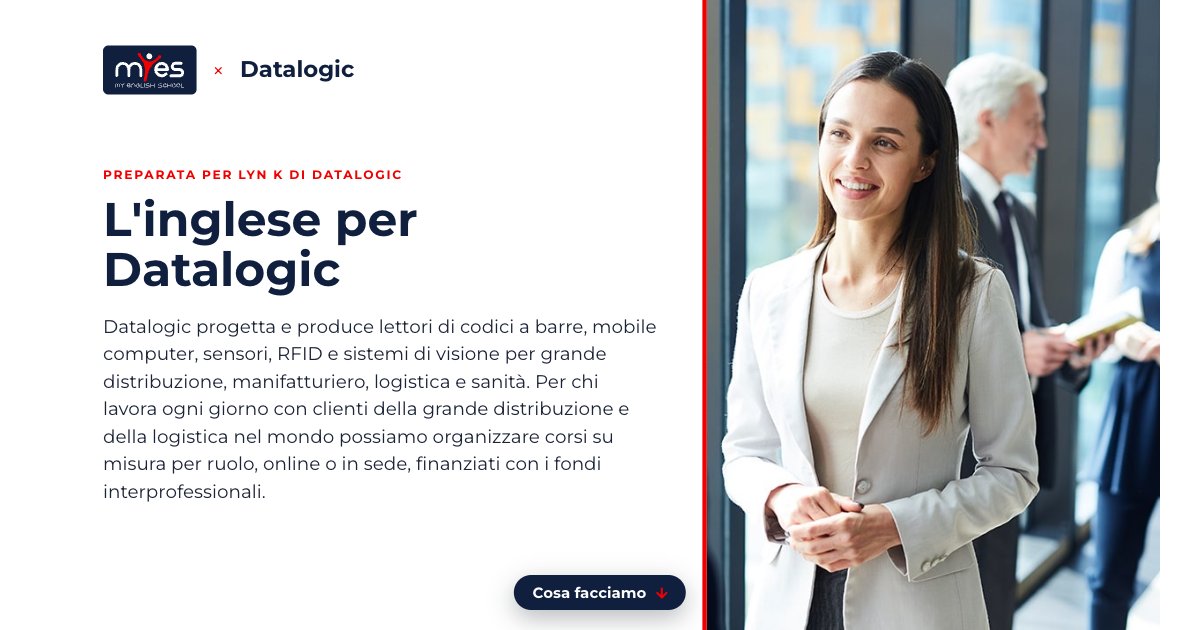 myes
MY ENGLISH SCHOOL
× Datalogic
PREPARATA PER LYN K DI DATALOGIC
L'inglese per
Datalogic
Datalogic progetta e produce lettori di codici a barre, mobile
computer, sensori, RFID e sistemi di visione per grande
distribuzione, manifatturiero, logistica e sanità. Per chi
lavora ogni giorno con clienti della grande distribuzione e
della logistica nel mondo possiamo organizzare corsi su
misura per ruolo, online o in sede, finanziati con i fondi
interprofessionali.
Cosa facciamo ↓